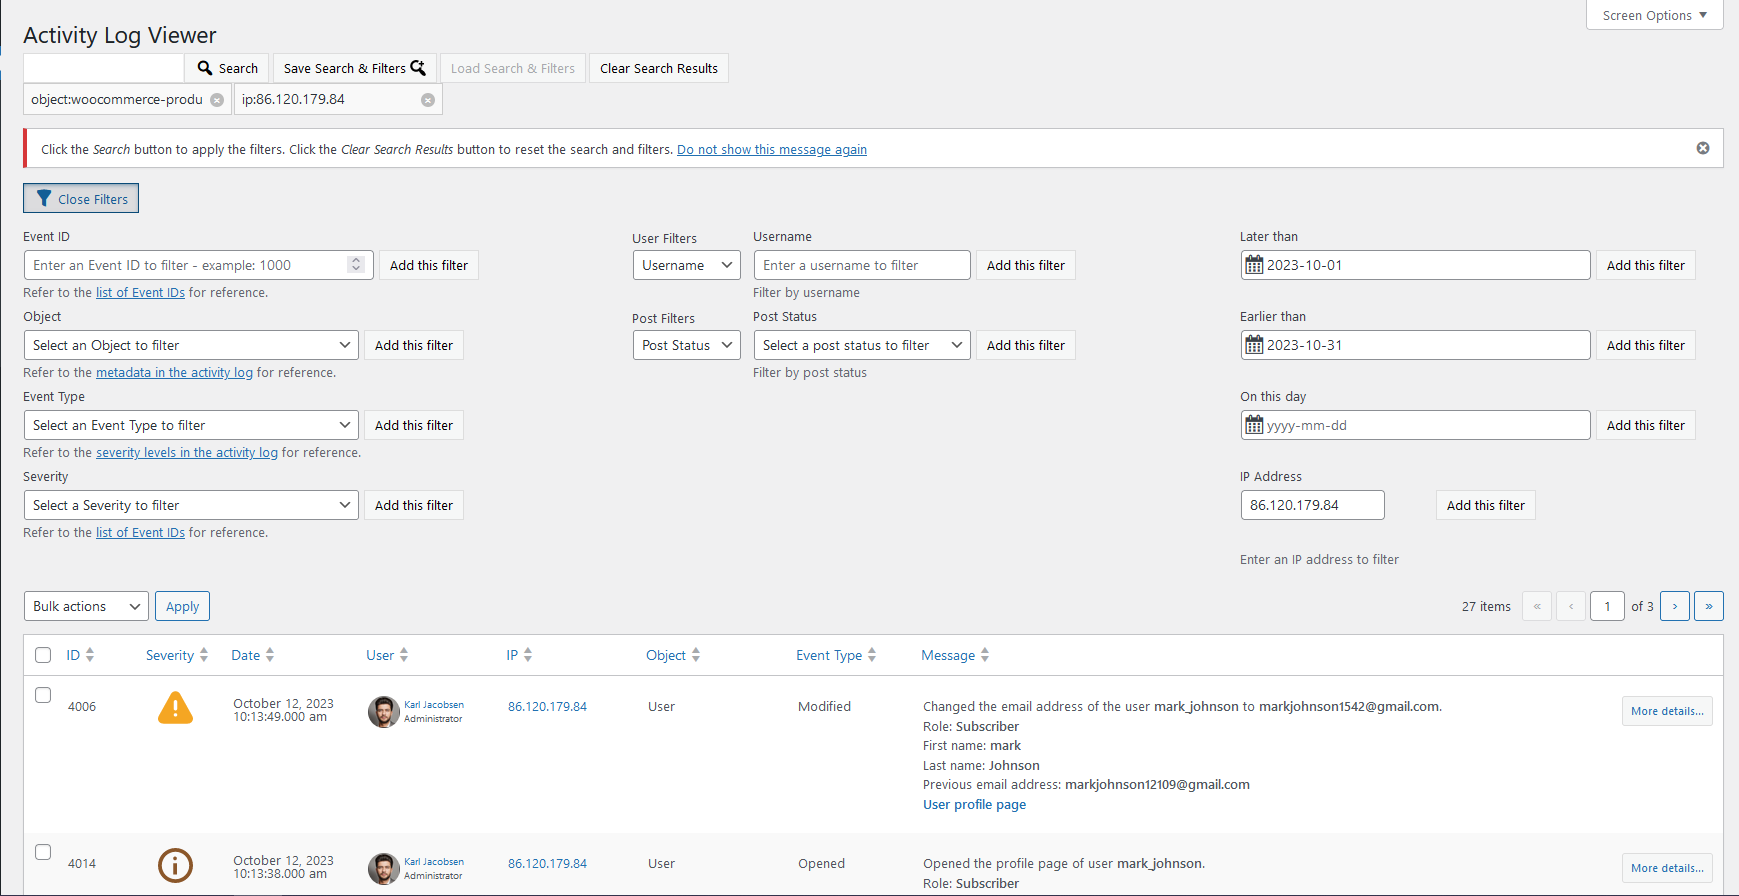 Screen Options
Activity Log Viewer
Search
Save Search & Filters
Load Search & Filters
Clear Search Results
object:woocommerce-produ
ip:86.120.179.84
Click the Search button to apply the filters. Click the Clear Search Results button to reset the search and filters. Do not show this message again
Close Filters
Event ID
Enter an Event ID to filter - example: 1000
Add this filter
Refer to the list of Event IDs for reference.
Object
Select an Object to filter
Add this filter
Refer to the metadata in the activity log for reference.
Event Type
Select an Event Type to filter
Add this filter
Refer to the severity levels in the activity log for reference.
Severity
Select a Severity to filter
Add this filter
Refer to the list of Event IDs for reference.
User Filters
Username
Username
Enter a username to filter
Add this filter
Filter by username
Post Filters
Post Status
Post Status
Select a post status to filter
Add this filter
Filter by post status
Later than
2023-10-01
Add this filter
Earlier than
2023-10-31
Add this filter
On this day
yyyy-mm-dd
Add this filter
IP Address
86.120.179.84
Add this filter
Enter an IP address to filter
Bulk actions
Apply
27 items
«
‹
1
of 3
›
»
ID
Severity
Date
User
IP
Object
Event Type
Message
4006
October 12, 2023
10:13:49.000 am
Karl Jacobsen
Administrator
86.120.179.84
User
Modified
Changed the email address of the user mark_johnson to markjohnson1542@gmail.com.
Role: Subscriber
First name: mark
Last name: Johnson
Previous email address: markjohnson12109@gmail.com
User profile page
More details...
4014
October 12, 2023
10:13:38.000 am
Karl Jacobsen
Administrator
86.120.179.84
User
Opened
Opened the profile page of user mark_johnson.
Role: Subscriber
More details...